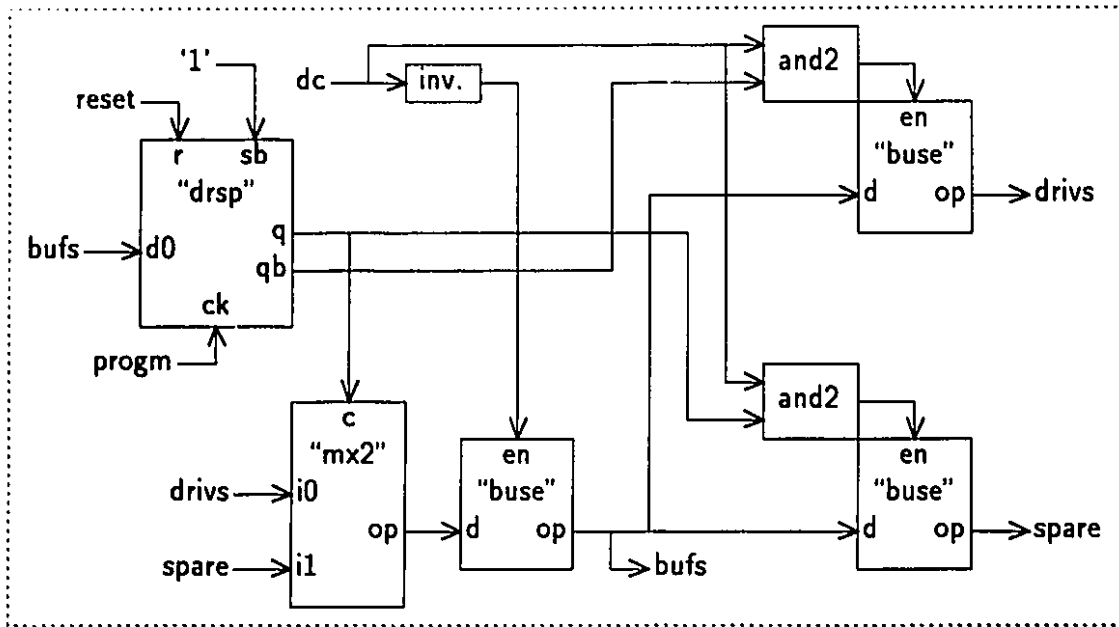 '1'
dc
inv.
and2
reset
en
r
sb
"buse"
"drsp"
d
op
drivs
q
bufs
d0
qb
ck
progm
and2
c
"mx2"
en
en
drivs
i0
"buse"
"buse"
op
d
op
d
op
spare
spare
i1
bufs